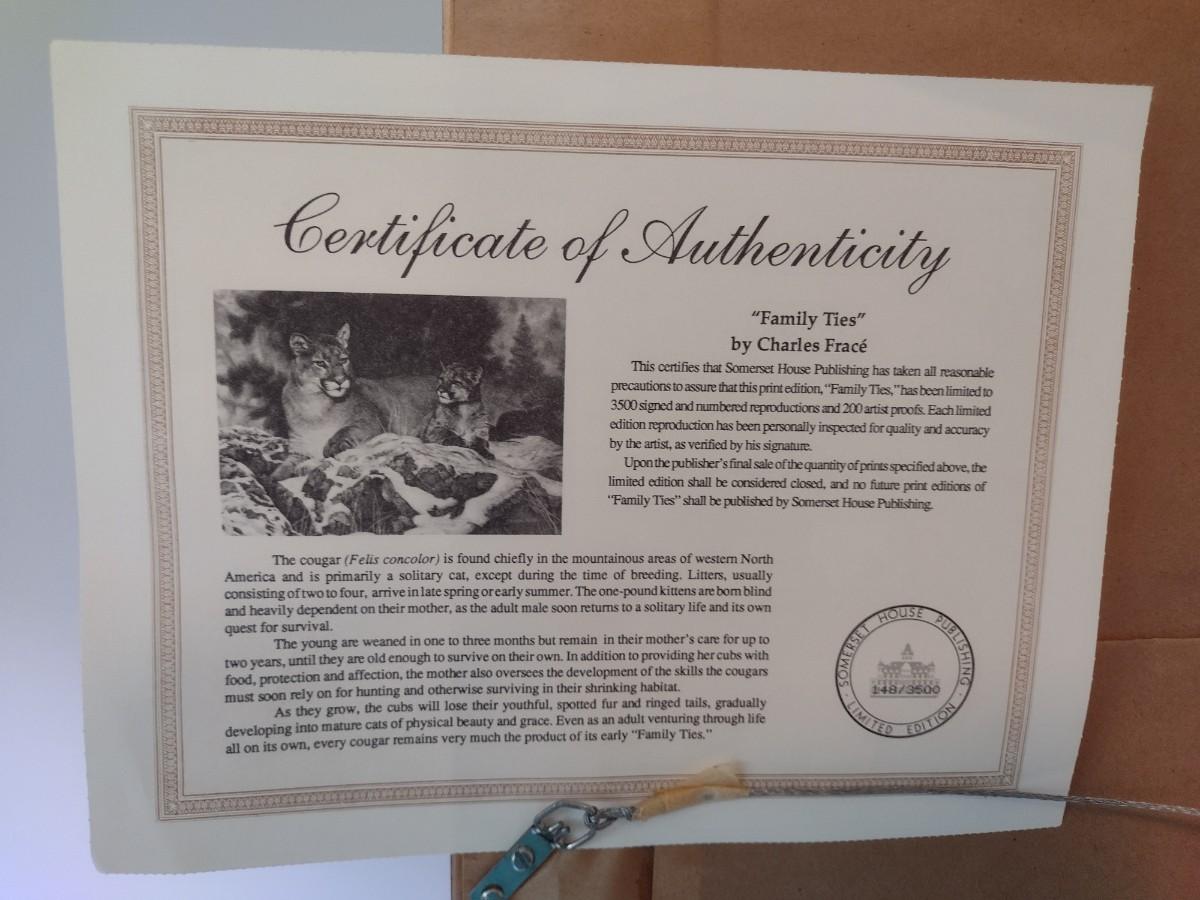 Certificate of Authenticity
"Family Ties"
by Charles Fracé
This certifies that Somerset House Publishing has taken all reasonable
precautions to assure that this print edition, "Family Ties," has been limited to
3500 signed and numbered reproductions and 200 artist proofs. Each limited
edition reproduction has been personally inspected for quality and accuracy
by the artist, as verified by his signature.
Upon the publisher's final sale of the quantity of prints specified above, the
limited edition shall be considered closed, and no future print editions of
"Family Ties" shall be published by Somerset House Publishing.
The cougar (Felis concolor) is found chiefly in the mountainous areas of western North
America and is primarily a solitary cat, except during the time of breeding. Litters, usually
consisting of two to four, arrive in late spring or early summer. The one-pound kittens are born blind
and heavily dependent on their mother, as the adult male soon returns to a solitary life and its own
quest for survival.
The young are weaned in one to three months but remain in their mother's care for up to
two years, until they are old enough to survive on their own. In addition to providing her cubs with
food, protection and affection, the mother also oversees the development of the skills the cougars
must soon rely on for hunting and otherwise surviving in their shrinking habitat.
As they grow, the cubs will lose their youthful, spotted fur and ringed tails, gradually
developing into mature cats of physical beauty and grace. Even as an adult venturing through life
all on its own, every cougar remains very much the product of its early "Family Ties."
SOMERSET HOUSE PUBLISHING
148/3500
· LIMITED EDITION ·